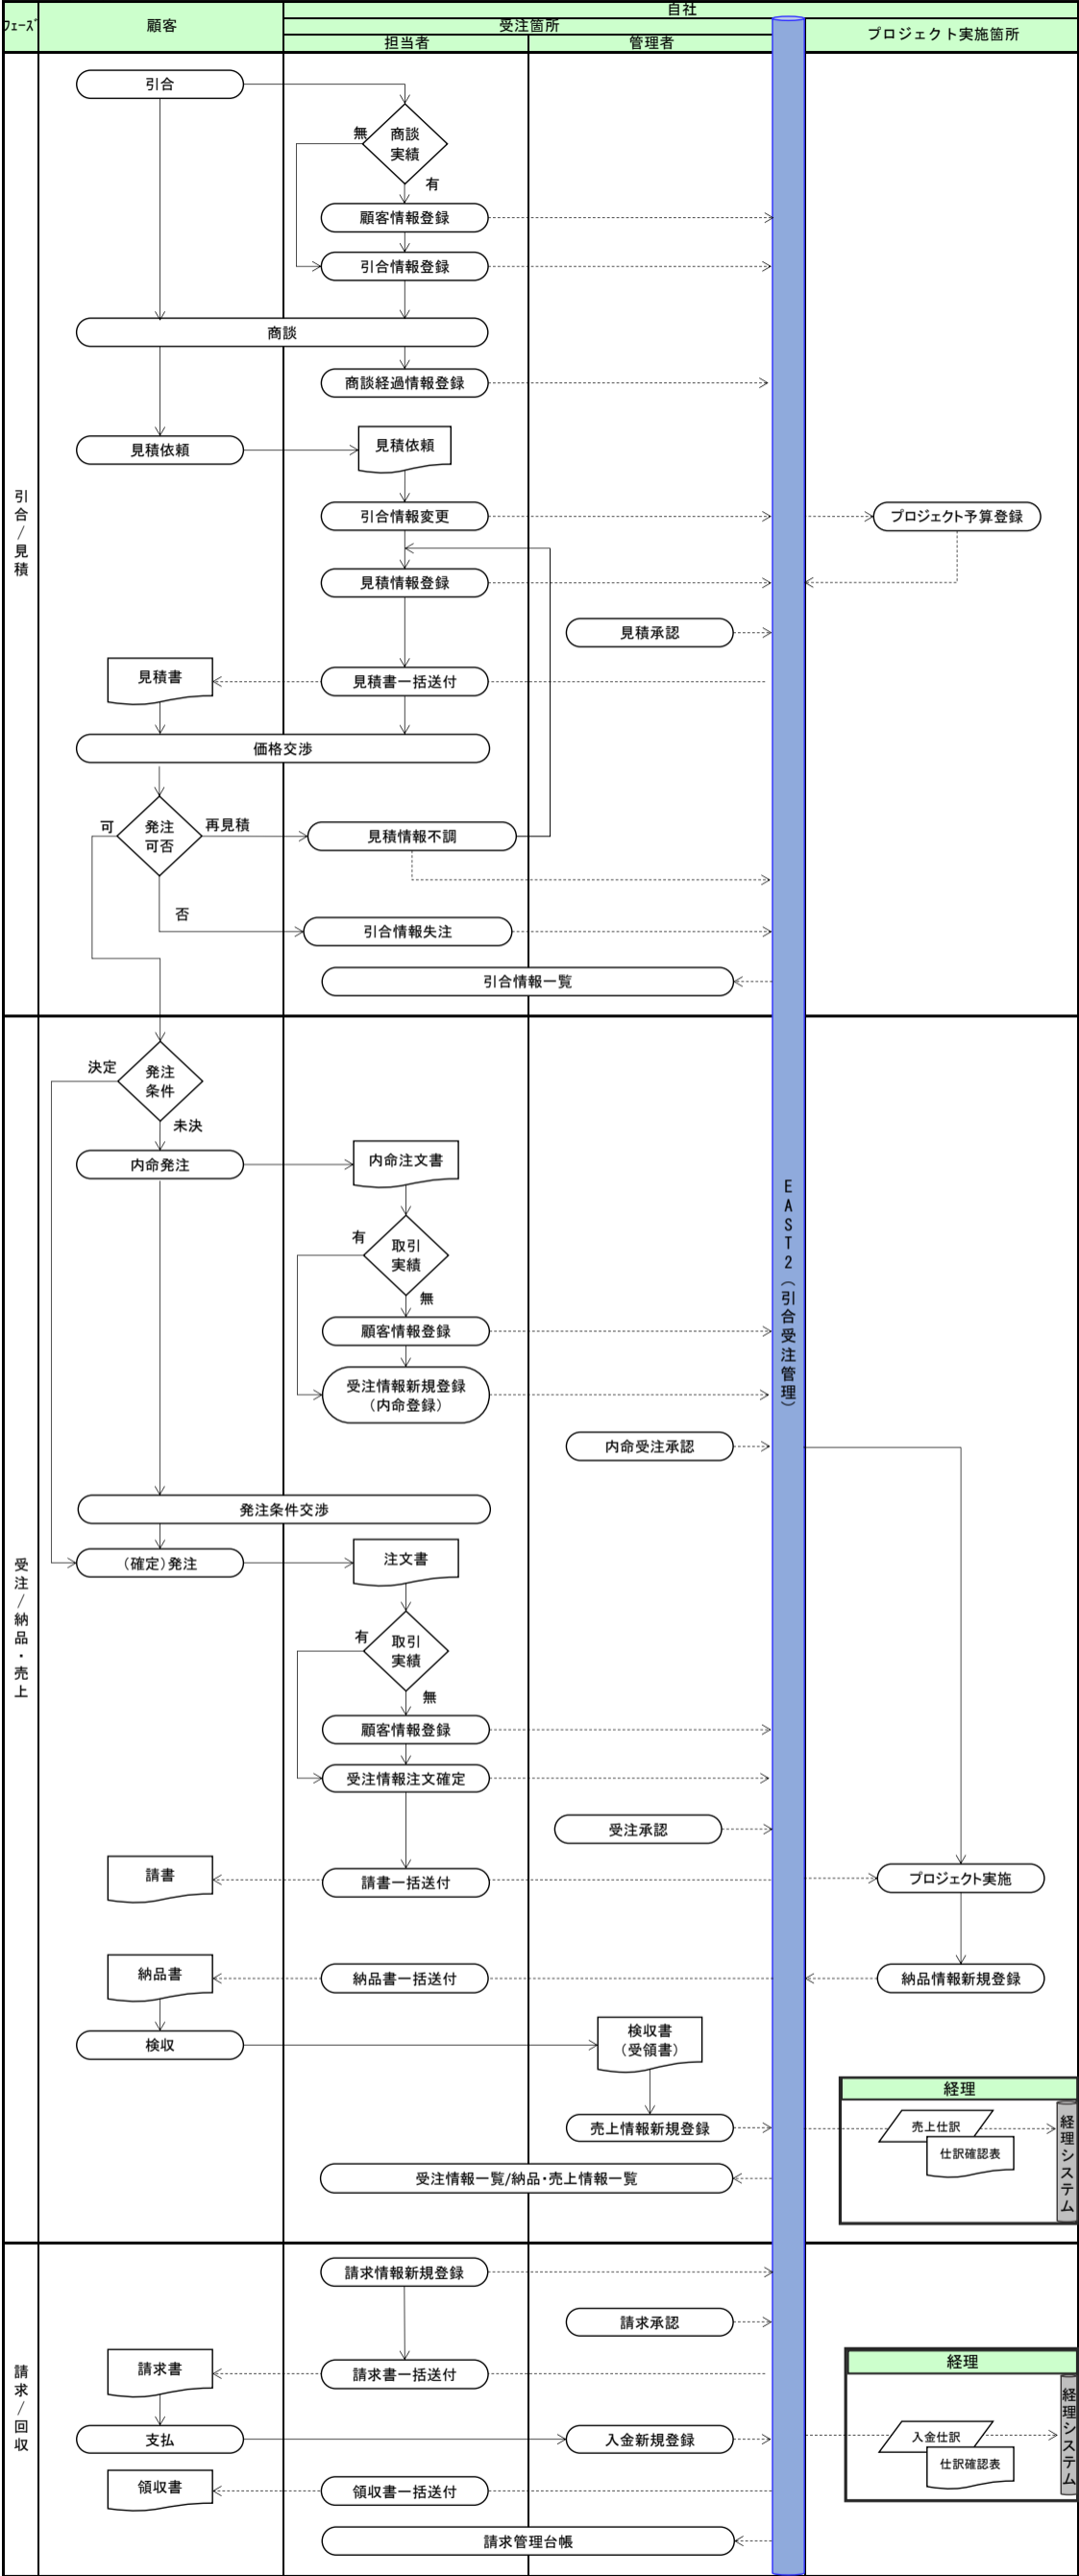 自社
ﾌｪｰｽﾞ
顧客
受注箇所
プロジェクト実施箇所
担当者
管理者
引合/見積
引合
商談
実績
無
有
顧客情報登録
引合情報登録
商談
商談経過情報登録
見積依頼
見積依頼
引合情報変更
プロジェクト予算登録
見積情報登録
見積承認
見積書
見積書一括送付
価格交渉
発注
可否
可
再見積
見積情報不調
否
引合情報失注
引合情報一覧
EAST2(引合受注管理)
受注/納品・売上
決定
発注
条件
未決
内命発注
内命注文書
有
取引
実績
無
顧客情報登録
受注情報新規登録
(内命登録)
内命受注承認
発注条件交渉
(確定)発注
注文書
有
取引
実績
無
顧客情報登録
受注情報注文確定
受注承認
請書
請書一括送付
プロジェクト実施
納品書
納品書一括送付
納品情報新規登録
検収
検収書
(受領書)
売上情報新規登録
経理
売上仕訳
仕訳確認表
経理システム
受注情報一覧/納品・売上情報一覧
請求/回収
請求情報新規登録
請求承認
請求書
請求書一括送付
支払
入金新規登録
経理
入金仕訳
仕訳確認表
経理システム
領収書
領収書一括送付
請求管理台帳